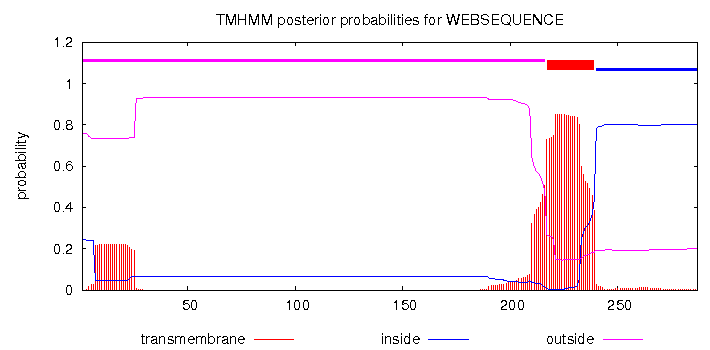 TMHMM posterior probabilities for WEBSEQUENCE
1.2
1
0.8
0.6
0.4
0.2
0
probability
50 100 150 200 250
transmembrane inside outside